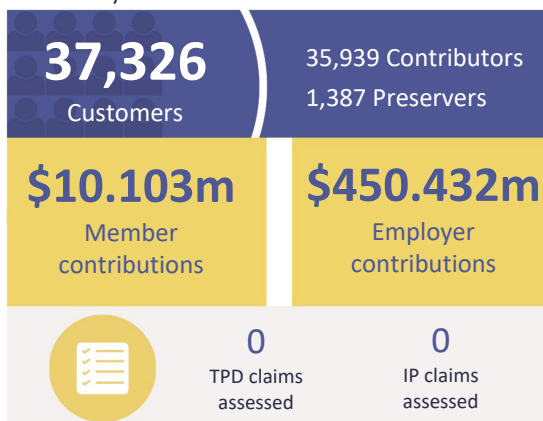 37,326
Customers
35,939 Contributors
1,387 Preservers
$10.103m
Member
contributions
$450.432m
Employer
contributions
0
TPD claims
assessed
0
IP claims
assessed